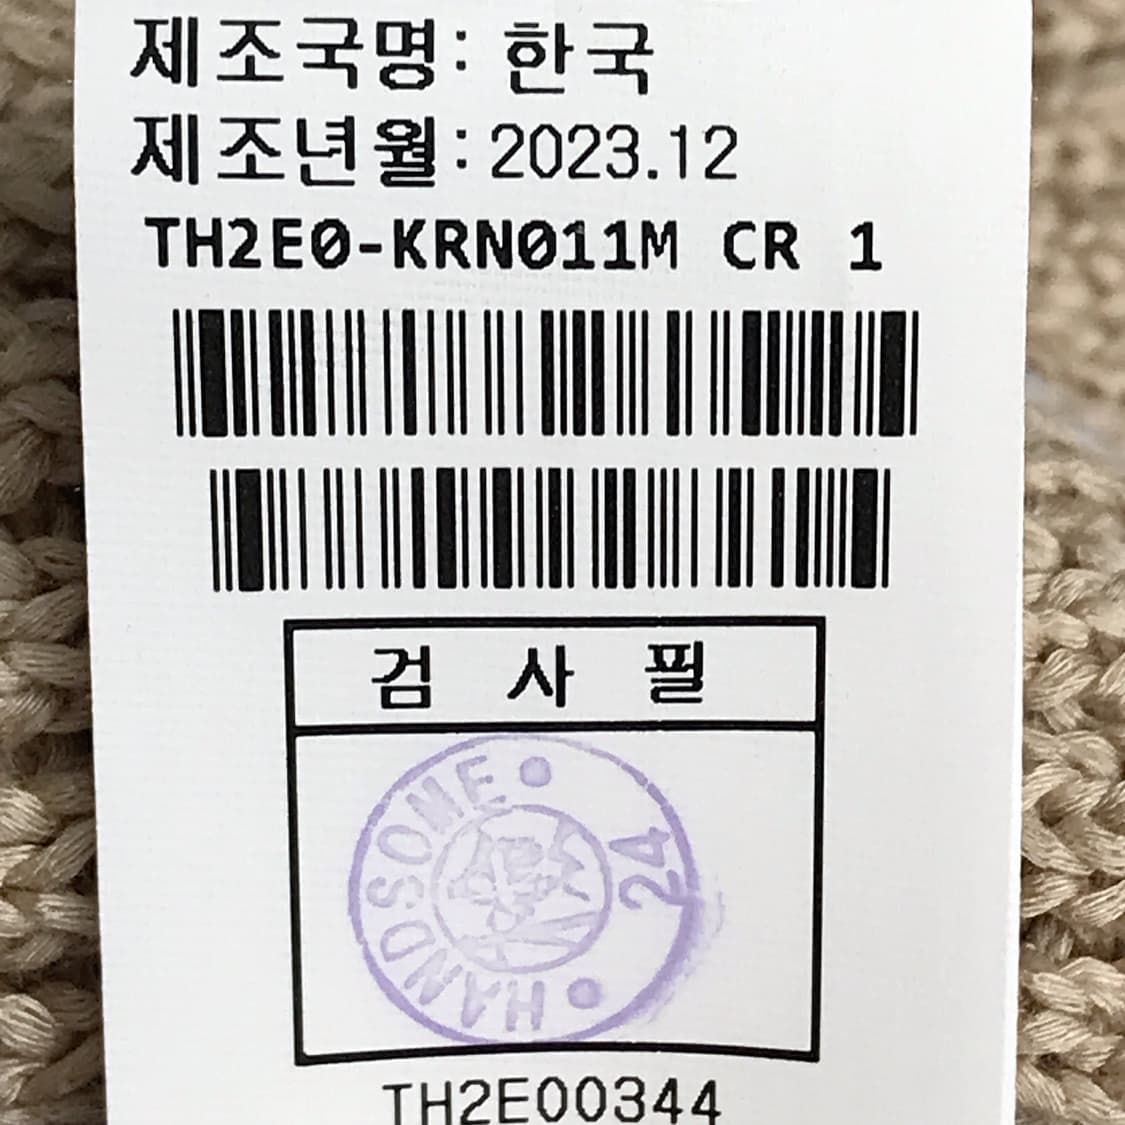 제조국명: 한국
제조년월: 2023.12
TH2E0-KRN011M CR 1
검 사 필
HANDSOME
24
TH2E00344